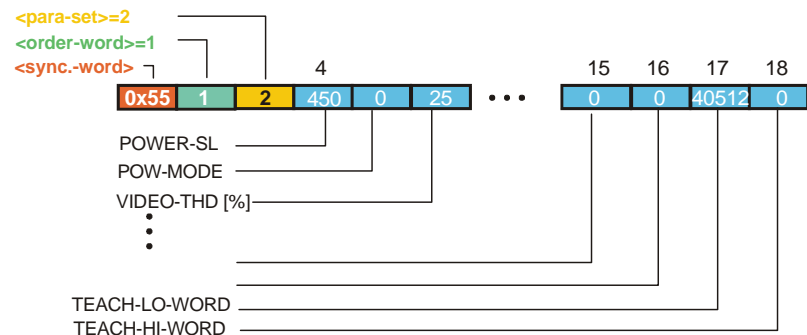 <para-set>=2
<order-word>=1
<sync.-word>
4 15 16 17 18
0x55 1 2 450 0 25 ••• 0 0 40512 0
POWER-SL
POW-MODE
VIDEO-THD [%]
TEACH-LO-WORD
TEACH-HI-WORD